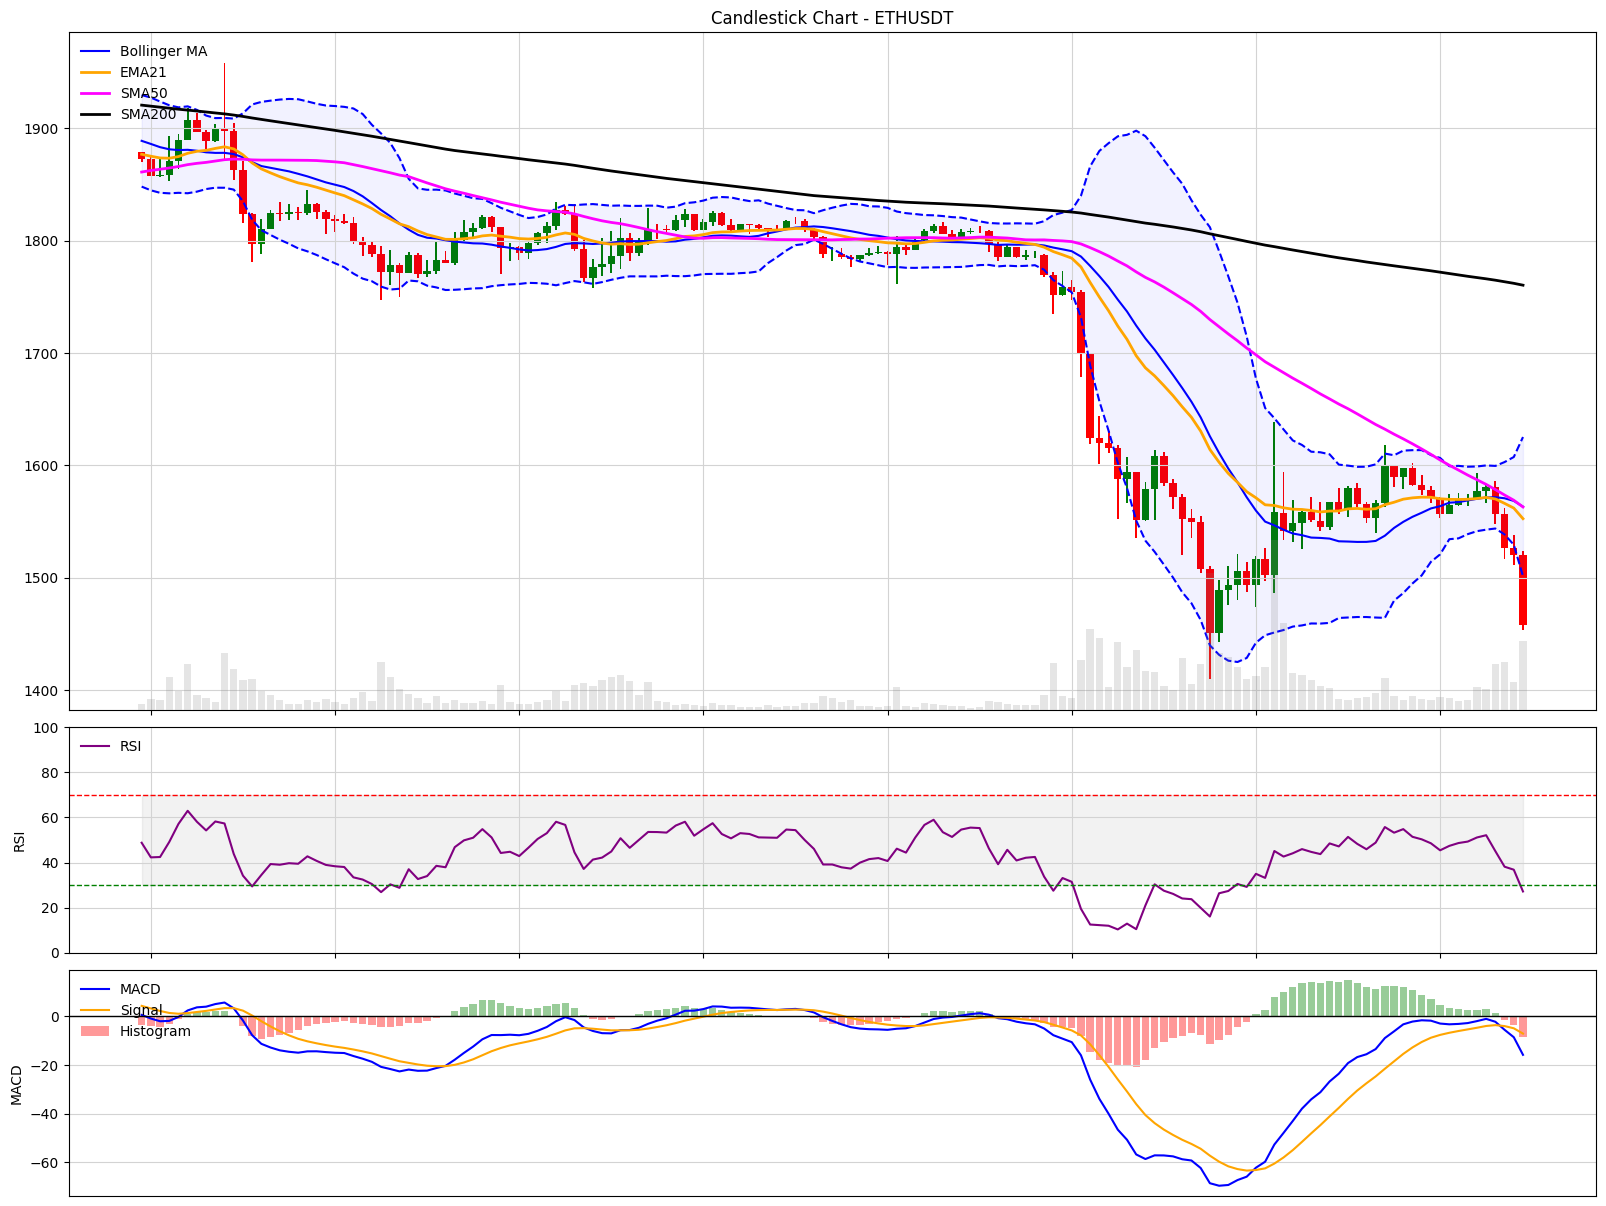 Candlestick Chart - ETHUSDT
Bollinger MA
EMA21
SMA50
SMA200
1900
1800
1700
1600
1500
1400
100
80
60
40
20
0
RSI
RSI
MACD
Signal
Histogram
0
−20
−40
−60
MACD